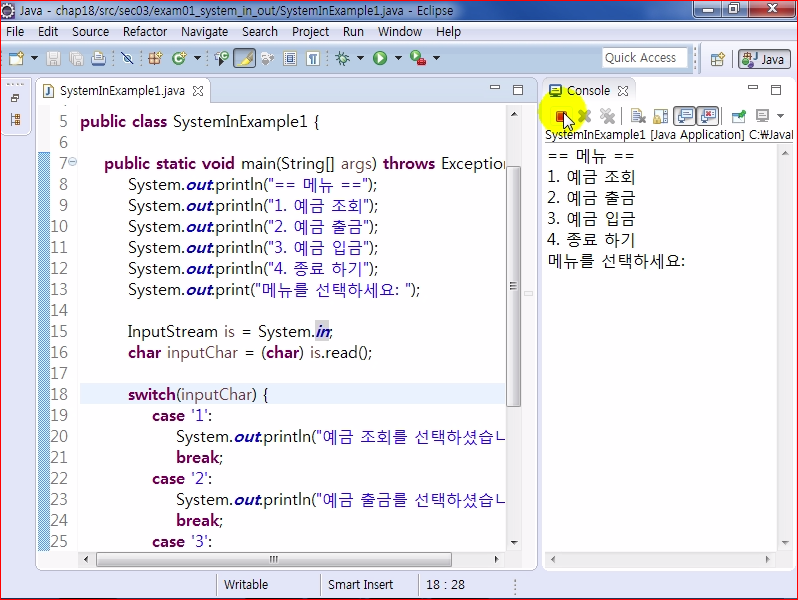 Java - chap18/src/sec03/exam01_system_in_out/SystemInExample1.java - Eclipse
File Edit Source Refactor Navigate Search Project Run Window Help
Quick Access
Java
SystemInExample1.java
5 public class SystemInExample1 {
6
7 public static void main(String[] args) throws Exception
8 System.out.println("== 메뉴 ==");
9 System.out.println("1. 예금 조회");
10 System.out.println("2. 예금 출금");
11 System.out.println("3. 예금 입금");
12 System.out.println("4. 종료 하기");
13 System.out.print("메뉴를 선택하세요: ");
14
15 InputStream is = System.in;
16 char inputChar = (char) is.read();
17
18 switch(inputChar) {
19 case '1':
20 System.out.println("예금 조회를 선택하셨습니
21 break;
22 case '2':
23 System.out.println("예금 출금를 선택하셨습니
24 break;
25 case '3':
Console
SystemInExample1 [Java Application] C:₩Java₩
== 메뉴 ==
1. 예금 조회
2. 예금 출금
3. 예금 입금
4. 종료 하기
메뉴를 선택하세요:
Writable Smart Insert 18 : 28